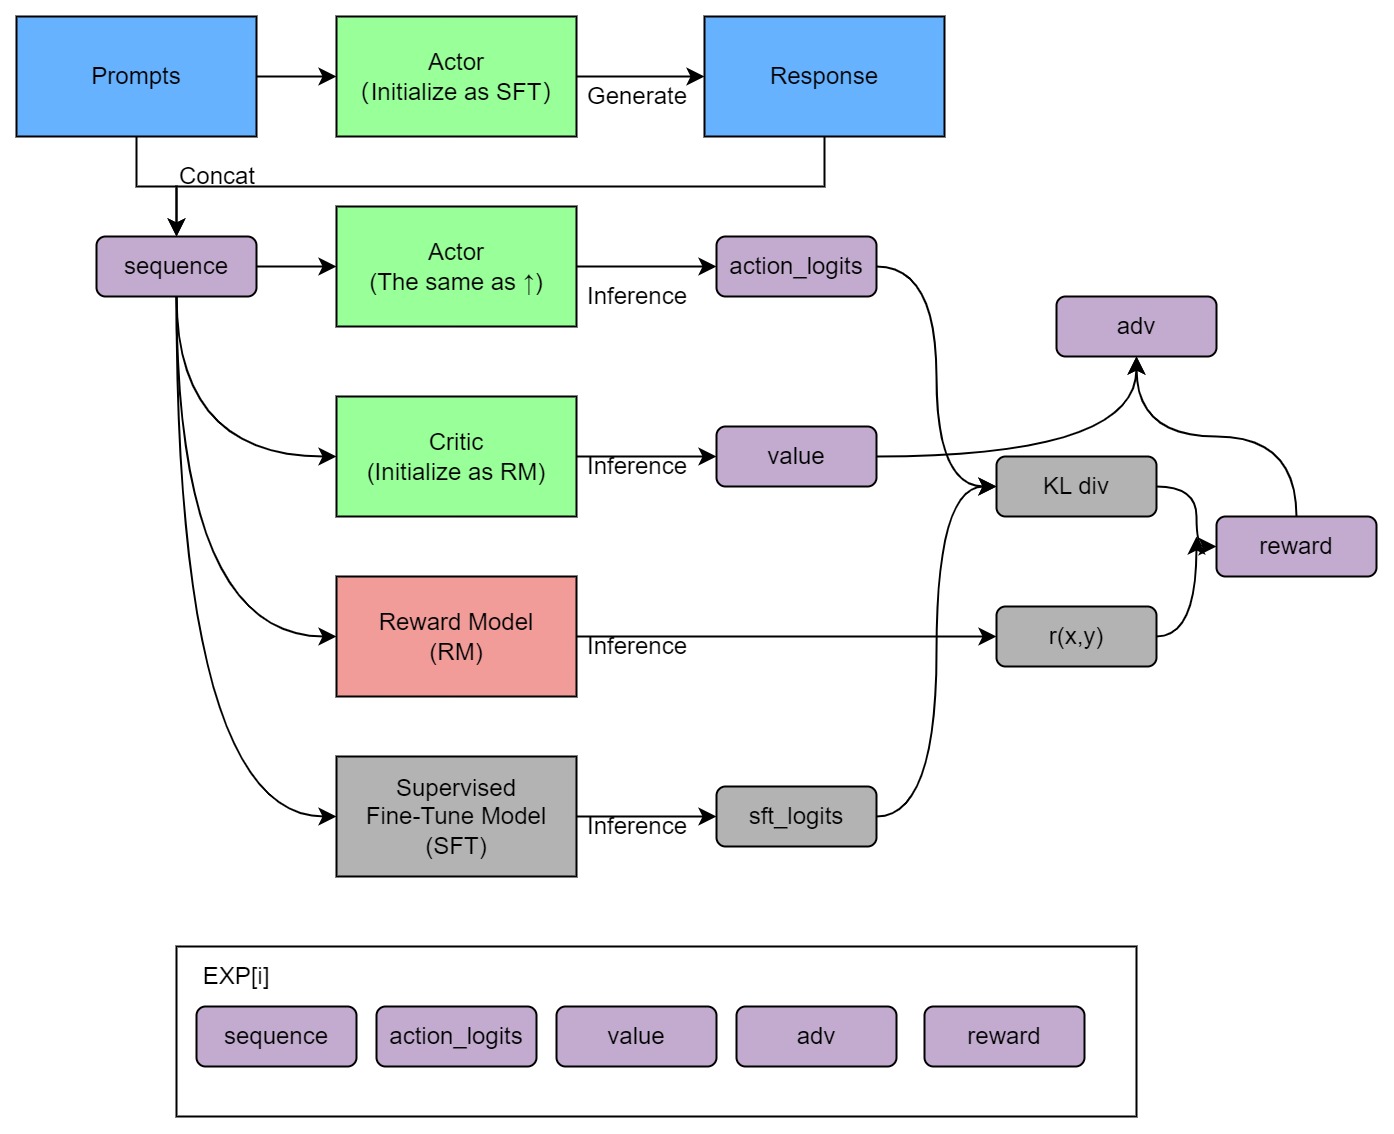 Prompts
Actor
(Initialize as SFT)
Generate
Response
Concat
sequence
Actor
(The same as ↑)
Inference
action_logits
adv
Critic
(Initialize as RM)
Inference
value
KL div
reward
Reward Model
(RM)
Inference
r(x,y)
Supervised
Fine-Tune Model
(SFT)
Inference
sft_logits
EXP[i]
sequence
action_logits
value
adv
reward